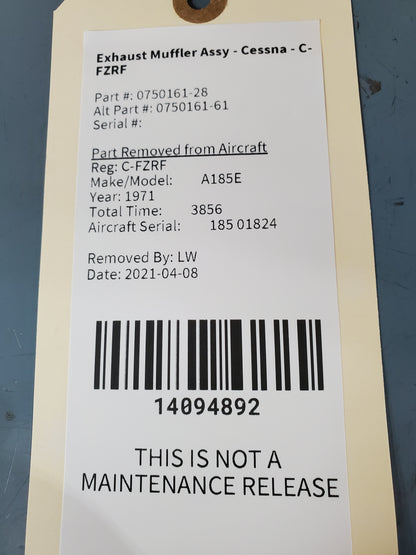 Exhaust Muffler Assy - Cessna - C-
FZRF
Part #: 0750161-28
Alt Part #: 0750161-61
Serial #:
Part Removed from Aircraft
Reg: C-FZRF
Make/Model: A185E
Year: 1971
Total Time: 3856
Aircraft Serial: 185 01824
Removed By: LW
Date: 2021-04-08
14094892
THIS IS NOT A
MAINTENANCE RELEASE